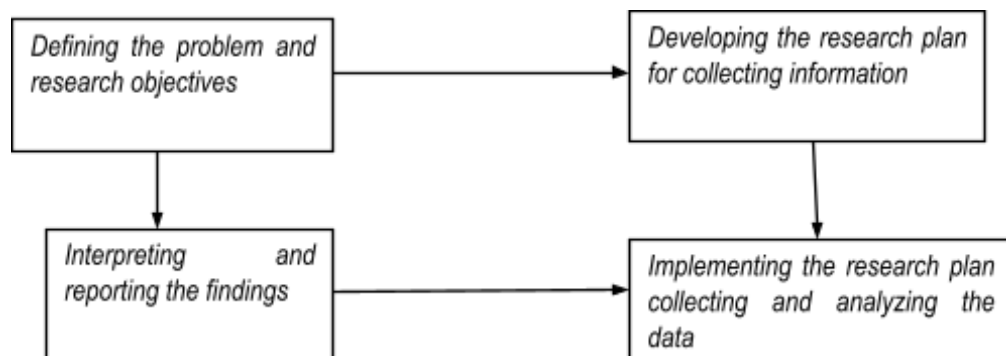 Defining the problem and
research objectives
Developing the research plan
for collecting information
Interpreting and
reporting the findings
Implementing the research plan
collecting and analyzing the
data